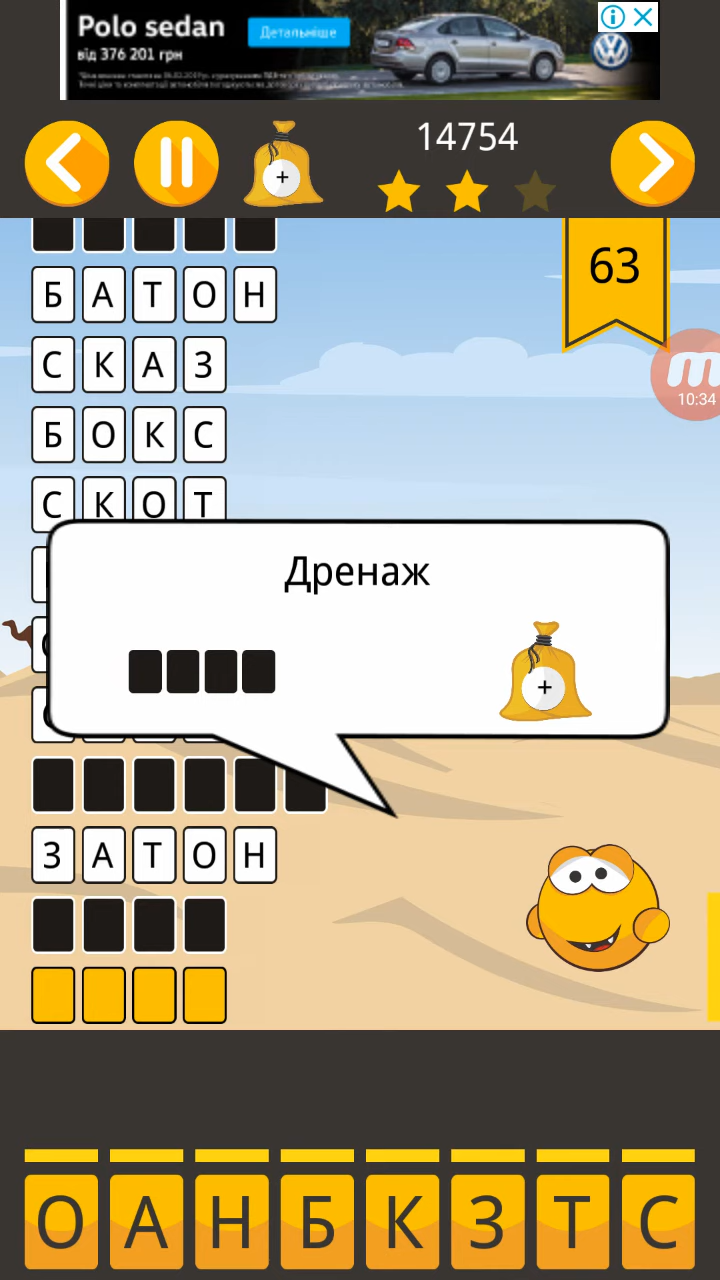 Polo sedan
від 376 201 грн
Детальніше
14754
63
БАТОН
СКАЗ
БОКС
СКОТ
10:34
Дренаж
ЗАТОН
О А Н Б К З Т С